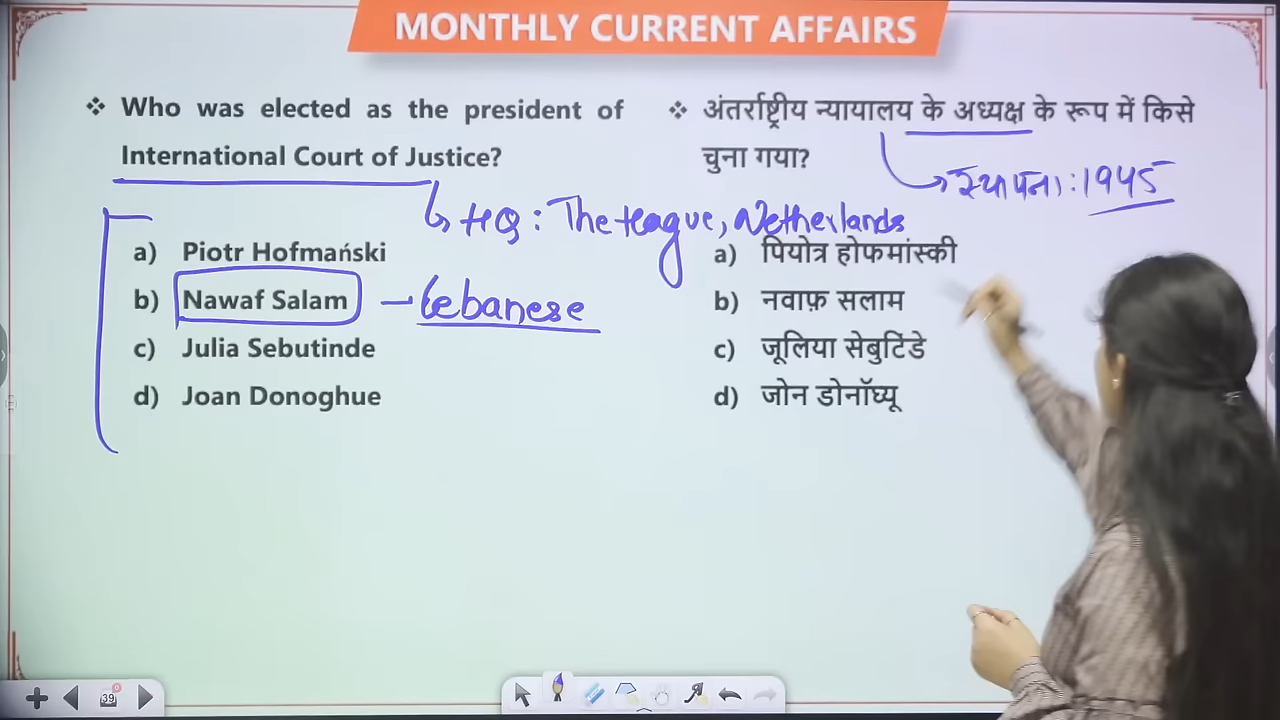 MONTHLY CURRENT AFFAIRS
❖ Who was elected as the president of
International Court of Justice?
HQ: The Hague, Netherlands
a) Piotr Hofmański
b) Nawaf Salam – Lebanese
c) Julia Sebutinde
d) Joan Donoghue
❖ अंतर्राष्ट्रीय न्यायालय के अध्यक्ष के रूप में किसे
चुना गया?
स्थापना: 1945
a) पियोत्र होफमांस्की
b) नवाफ़ सलाम
c) जूलिया सेबुटिंडे
d) जोन डोनॉघ्यू
39